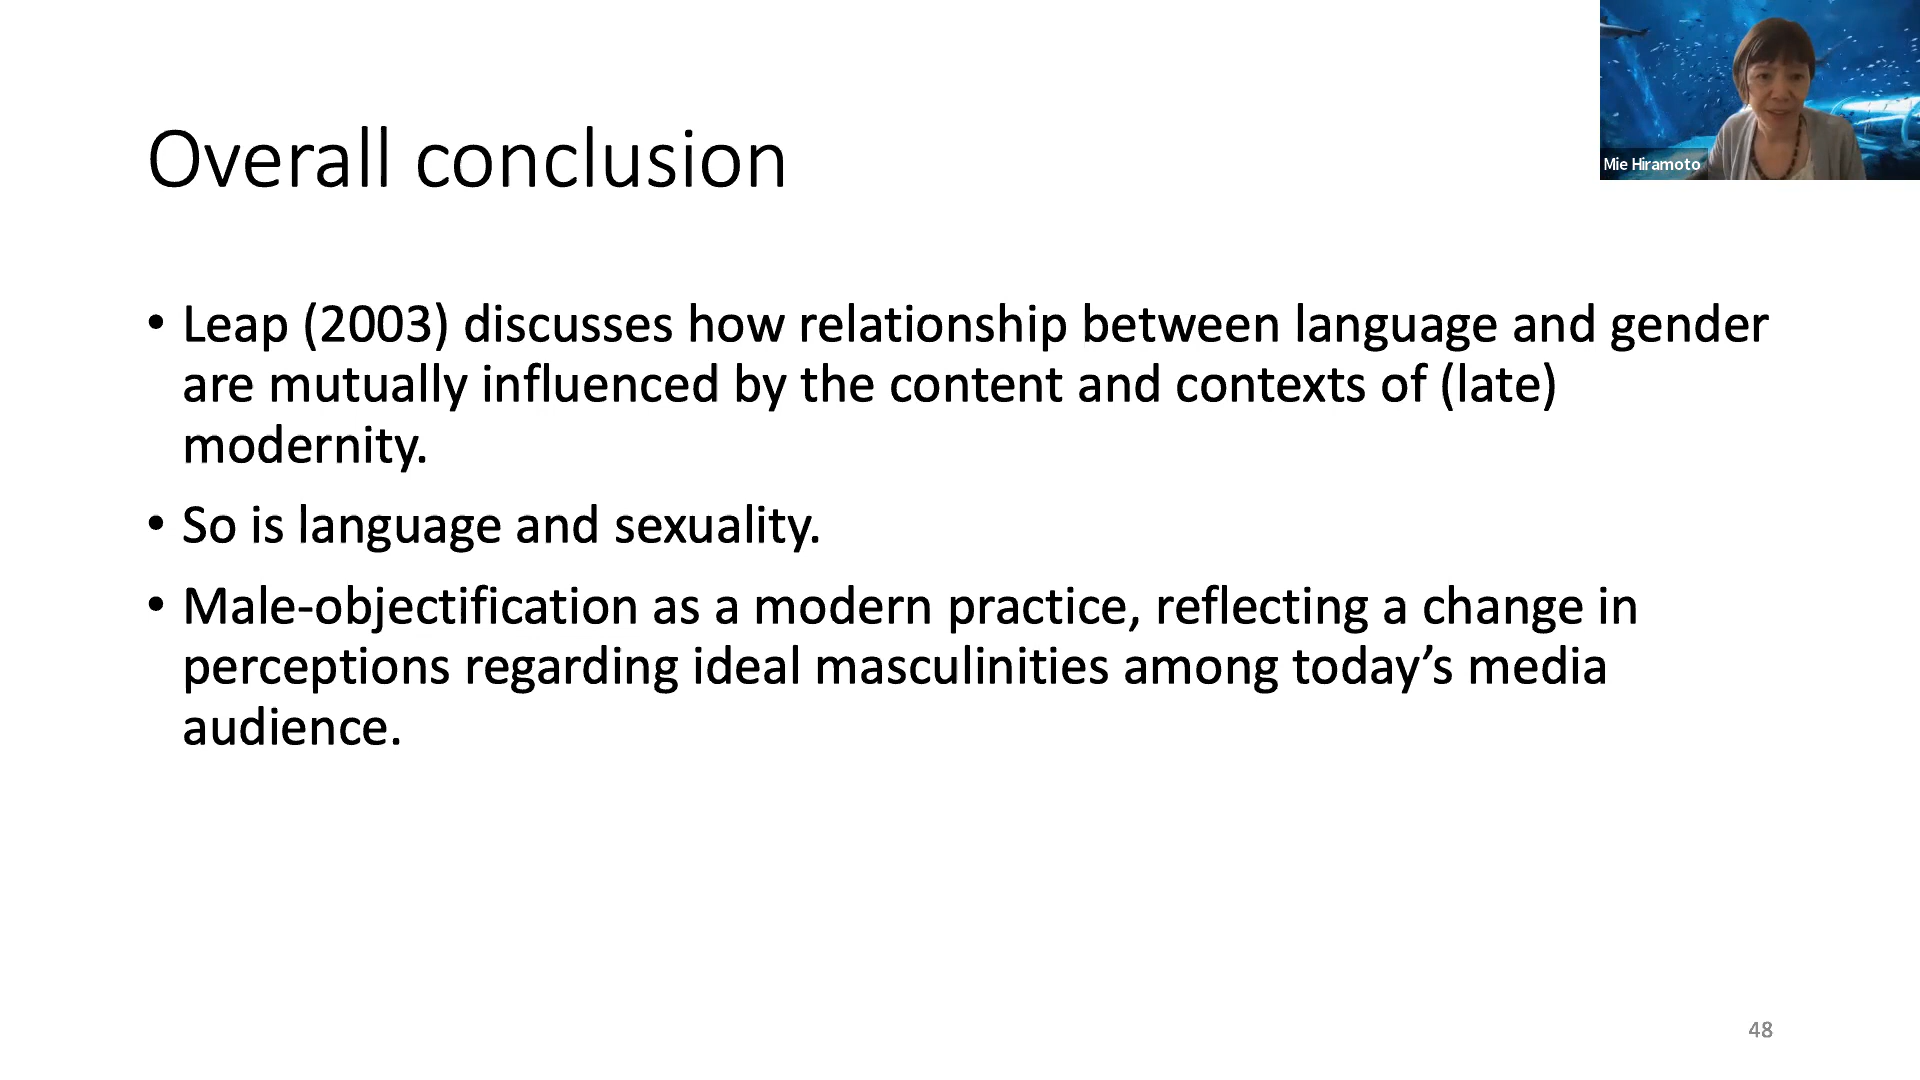 Mie Hiramoto
Overall conclusion
• Leap (2003) discusses how relationship between language and gender
are mutually influenced by the content and contexts of (late)
modernity.
• So is language and sexuality.
• Male-objectification as a modern practice, reflecting a change in
perceptions regarding ideal masculinities among today’s media
audience.
48